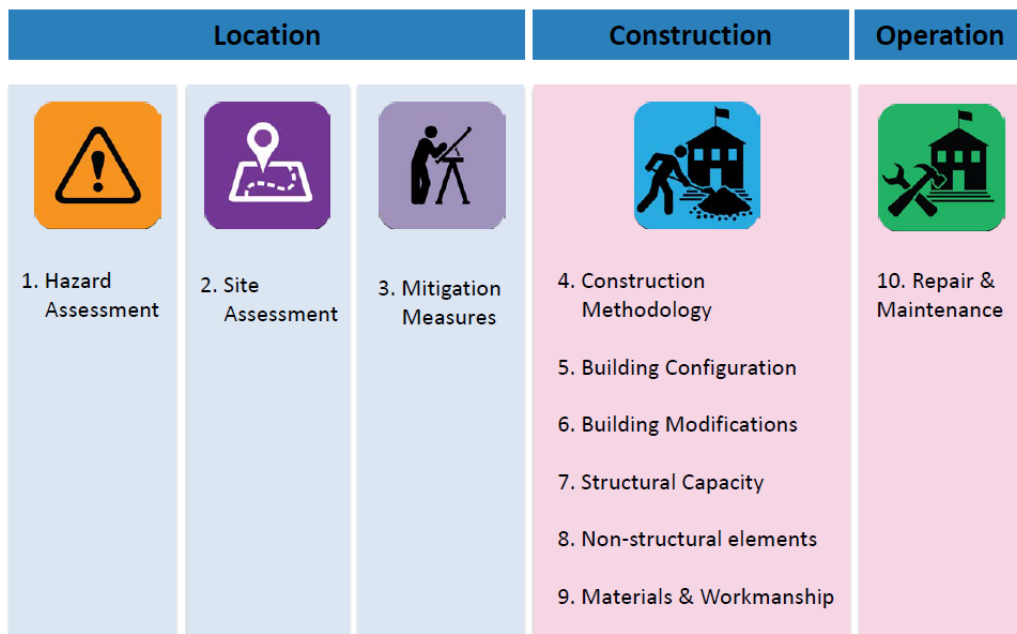 Location
Construction
Operation
1. Hazard
Assessment
2. Site
Assessment
3. Mitigation
Measures
4. Construction
Methodology
5. Building Configuration
6. Building Modifications
7. Structural Capacity
8. Non-structural elements
9. Materials & Workmanship
10. Repair &
Maintenance